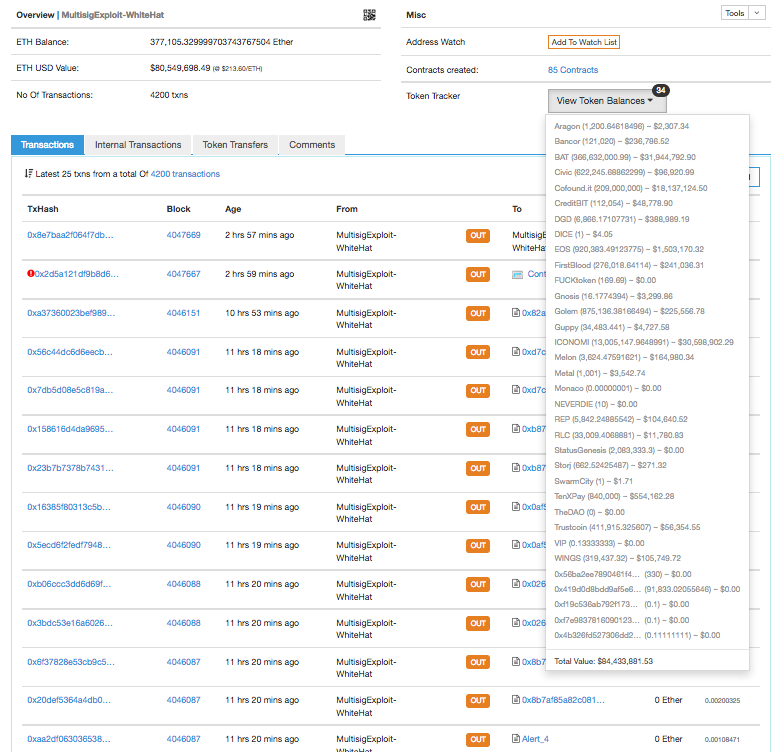 Overview | MultisigExploit-WhiteHat
ETH Balance: 377,105.329999703743767504 Ether
ETH USD Value: $80,549,698.49 (@ $213.60/ETH)
No Of Transactions: 4200 txns
Misc
Tools
Address Watch Add To Watch List
Contracts created: 85 Contracts
Token Tracker View Token Balances 34
Aragon (1,200.64618496) – $2,307.34
Bancor (121,020) – $236,786.52
BAT (366,632,000.99) – $31,944,792.90
Civic (622,245.68862299) – $96,920.99
Cofound.it (209,000,000) – $18,137,124.50
CreditBIT (112,054) – $48,778.90
DGD (6,866.17107731) – $388,989.19
DICE (1) – $4.05
EOS (920,383.49123775) – $1,503,170.32
FirstBlood (276,018.64114) – $241,036.31
FUCKtoken (169.69) – $0.00
Gnosis (16.1774394) – $3,299.86
Golem (875,136.38166494) – $225,556.78
Guppy (34,483.441) – $4,727.58
ICONOMI (13,005,147.9648991) – $30,598,902.29
Melon (3,624.47591621) – $164,980.34
Metal (1,001) – $3,542.74
Monaco (0.00000001) – $0.00
NEVERDIE (10) – $0.00
REP (5,842.24885542) – $104,640.52
RLC (33,009.4068881) – $11,780.83
StatusGenesis (2,083,333.3) – $0.00
Storj (662.52425487) – $271.32
SwarmCity (1) – $1.71
TenXPay (840,000) – $554,162.28
TheDAO (0) – $0.00
Trustcoin (411,915.325607) – $56,354.55
VIP (0.13333333) – $0.00
WINGS (319,437.32) – $105,749.72
0x56ba2ee7890461f4... (330) – $0.00
0x419d0d8bdd9af5e6... (91,833.02055646) – $0.00
0xf19c536ab792f173... (0.1) – $0.00
0xf7e9837816090123... (0.1) – $0.00
0x4b326fd527306dd2... (0.11111111) – $0.00
Total Value: $84,433,881.53
Transactions Internal Transactions Token Transfers Comments
Latest 25 txns from a total Of 4200 transactions
TxHash Block Age From To
0x8e7baa2f064f7db... 4047669 2 hrs 57 mins ago MultisigExploit-WhiteHat OUT MultisigE WhiteHa
0x2d5a121df9b8d6... 4047667 2 hrs 59 mins ago MultisigExploit-WhiteHat OUT Cont
0xa37360023bef989... 4046151 10 hrs 53 mins ago MultisigExploit-WhiteHat OUT 0x82a
0x56c44dc6d6eecb... 4046091 11 hrs 18 mins ago MultisigExploit-WhiteHat OUT 0xd7c
0x7db5d08e5c819a... 4046091 11 hrs 18 mins ago MultisigExploit-WhiteHat OUT 0xd7c
0x158616d4da9695... 4046091 11 hrs 18 mins ago MultisigExploit-WhiteHat OUT 0xb87
0x23b7b7378b7431... 4046091 11 hrs 18 mins ago MultisigExploit-WhiteHat OUT 0xb87
0x16385f80313c5b... 4046090 11 hrs 19 mins ago MultisigExploit-WhiteHat OUT 0x0af5
0x5ecd6f2fedf7948... 4046090 11 hrs 19 mins ago MultisigExploit-WhiteHat OUT 0x0af5
0xb06ccc3dd6d69f... 4046088 11 hrs 20 mins ago MultisigExploit-WhiteHat OUT 0x026
0x3bdc53e16a6026... 4046088 11 hrs 20 mins ago MultisigExploit-WhiteHat OUT 0x026
0x6f37828e53cb9c5... 4046087 11 hrs 20 mins ago MultisigExploit-WhiteHat OUT 0x8b7
0x20def5364a4db0... 4046087 11 hrs 20 mins ago MultisigExploit-WhiteHat OUT 0x8b7af85a82c081... 0 Ether 0.00200325
0xaa2df063036538... 4046087 11 hrs 20 mins ago MultisigExploit-WhiteHat OUT Alert_4 0 Ether 0.00108471